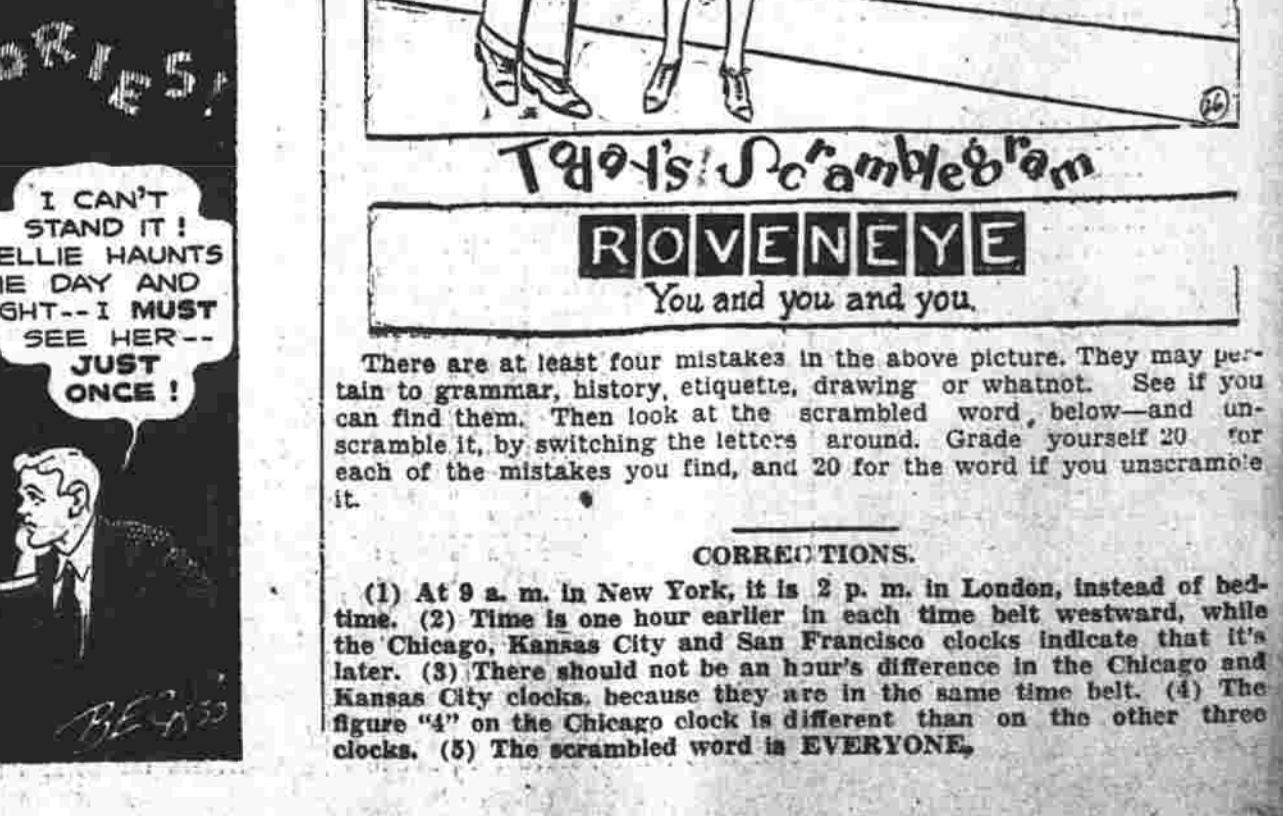 ORIES!
I CAN'T
STAND IT!
ELLIE HAUNTS
DAY AND
GHT--I MUST
SEE HER--
JUST
ONCE!
26
Today's! Scramblegram
ROVENEYE
You and you and you.
There are at least four mistakes in the above picture. They may per-
tain to grammar, history, etiquette, drawing or whatnot. See if you
can find them. Then look at the scrambled word, below—and un-
scramble it, by switching the letters around. Grade yourself 20 for
each of the mistakes you find, and 20 for the word if you unscramble
it.
CORRECTIONS.
(1) At 9 a. m. in New York, it is 2 p. m. in London, instead of bed-
time. (2) Time is one hour earlier in each time belt westward, while
the Chicago, Kansas City and San Francisco clocks indicate that it's
later. (3) There should not be an hour's difference in the Chicago and
Kansas City clocks, because they are in the same time belt. (4) The
figure "4" on the Chicago clock is different than on the other three
clocks. (5) The scrambled word is EVERYONE.